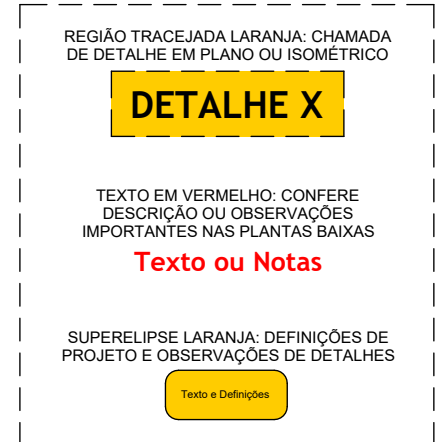 REGIÃO TRACEJADA LARANJA: CHAMADA
DE DETALHE EM PLANO OU ISOMÉTRICO
DETALHE X
TEXTO EM VERMELHO: CONFERE
DESCRIÇÃO OU OBSERVAÇÕES
IMPORTANTES NAS PLANTAS BAIXAS
Texto ou Notas
SUPERELIPSE LARANJA: DEFINIÇÕES DE
PROJETO E OBSERVAÇÕES DE DETALHES
Texto e Definições